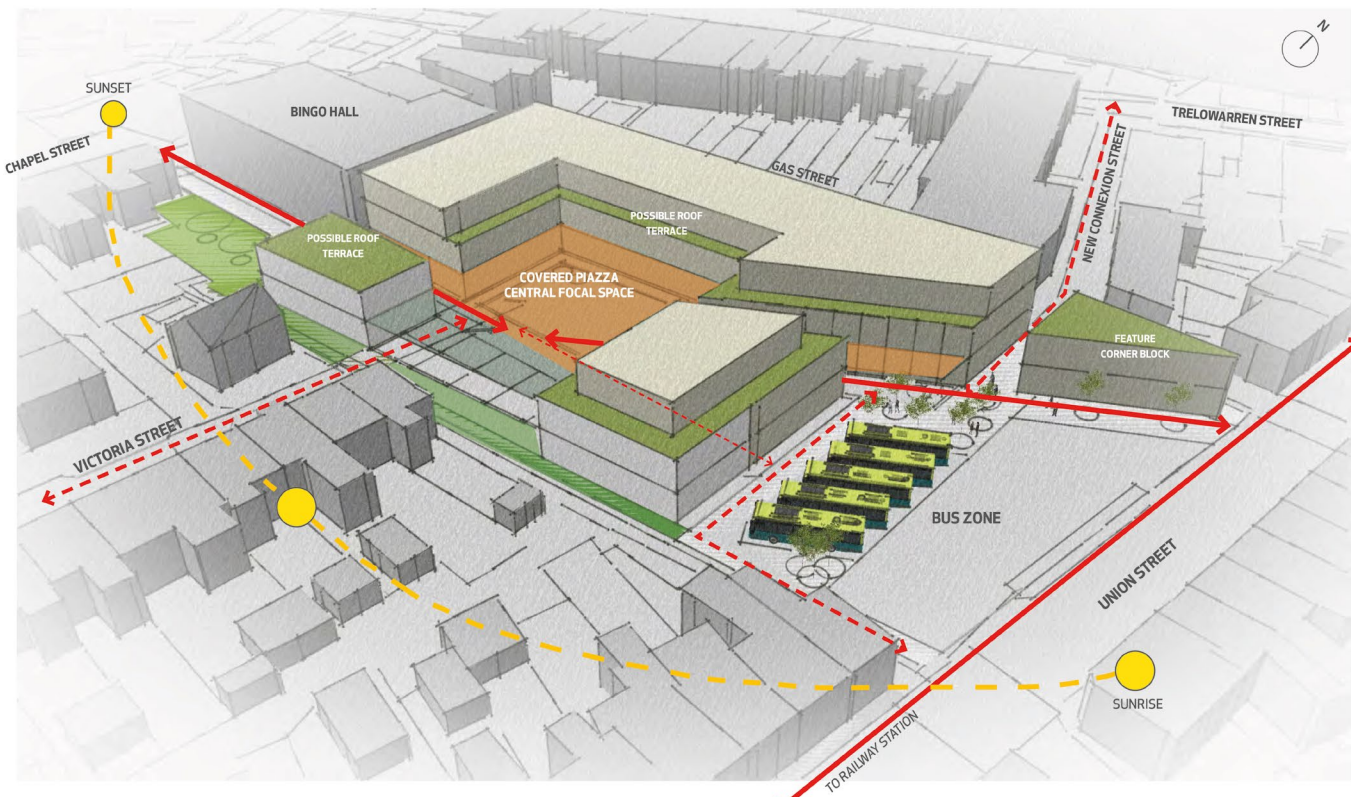 N
SUNSET
BINGO HALL
TRELOWARREN STREET
CHAPEL STREET
GAS STREET
NEW CONNEXION STREET
POSSIBLE ROOF
TERRACE
POSSIBLE ROOF
TERRACE
COVERED PIAZZA
CENTRAL FOCAL SPACE
FEATURE
CORNER BLOCK
VICTORIA STREET
BUS ZONE
UNION STREET
SUNRISE
TO RAILWAY STATION